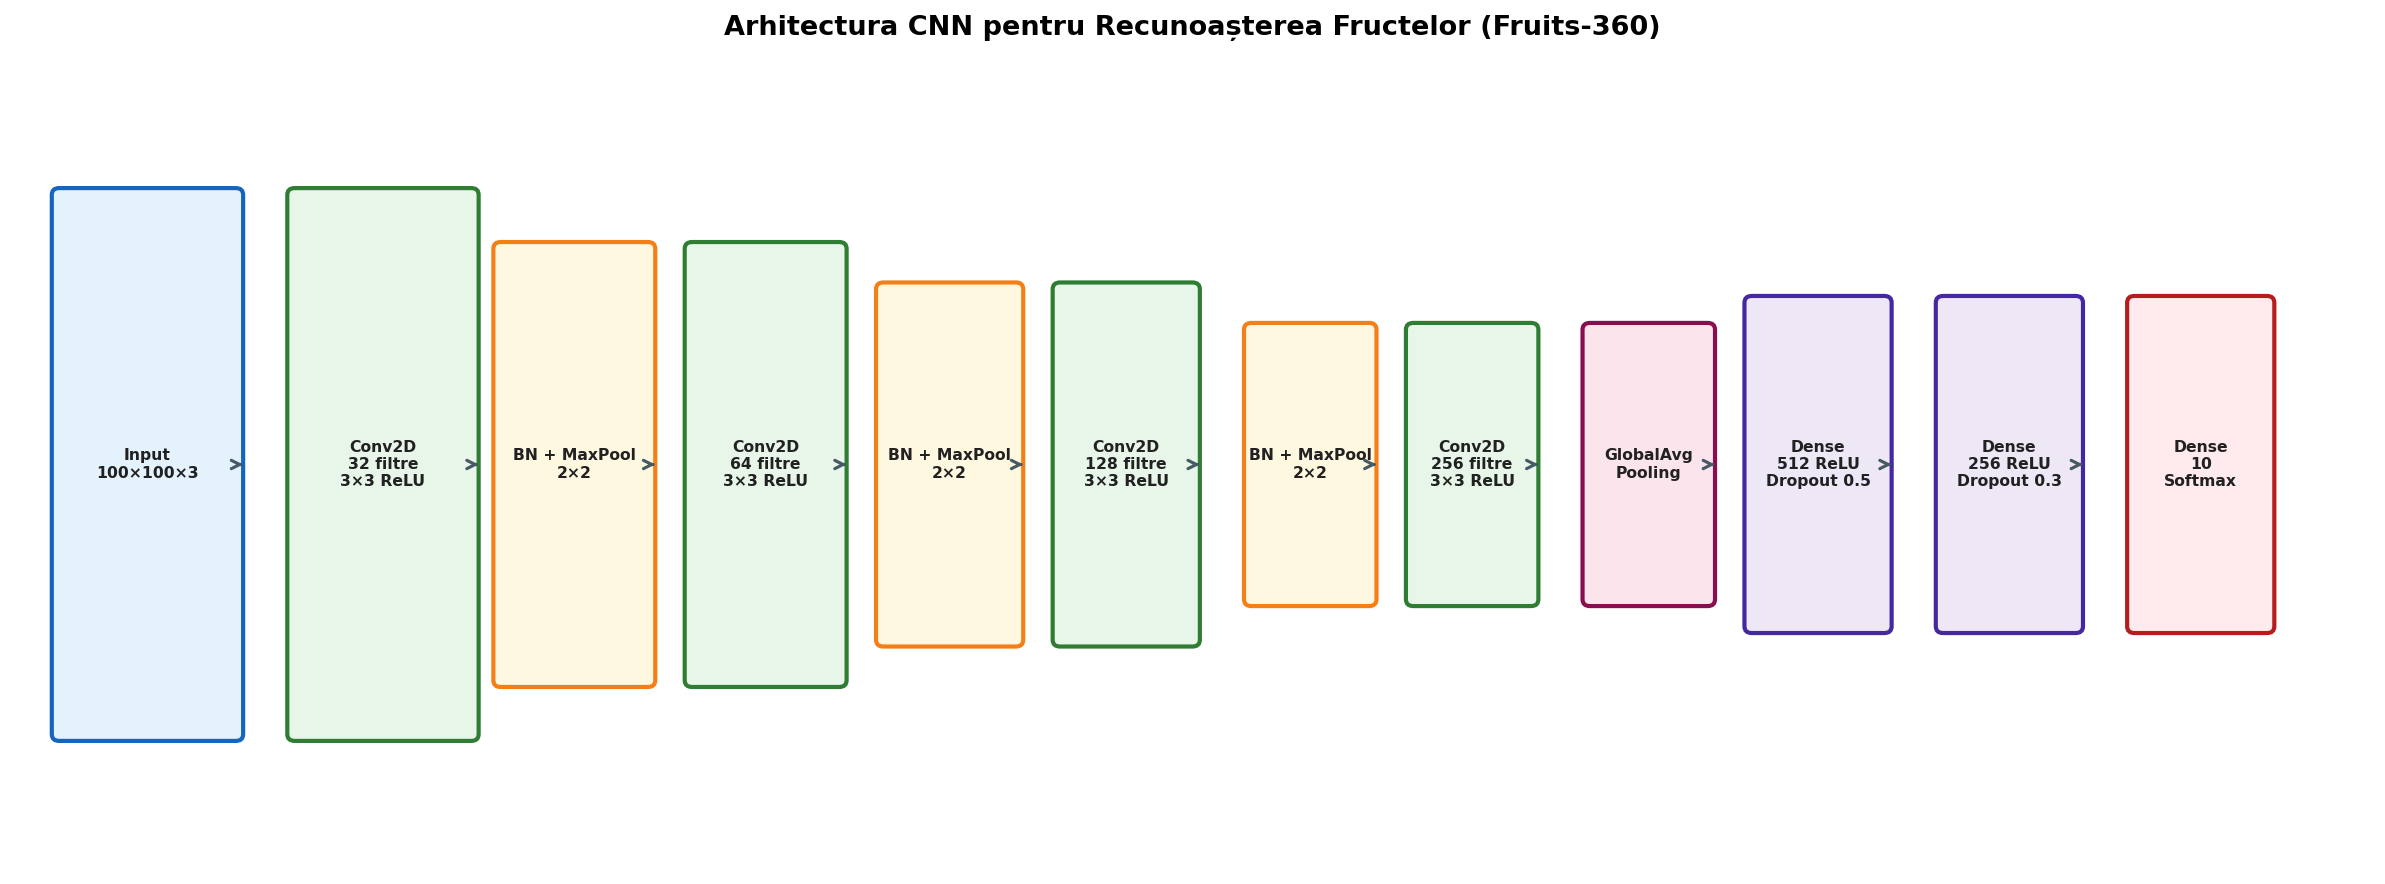 Arhitectura CNN pentru Recunoașterea Fructelor (Fruits-360)
Input
100×100×3
Conv2D
32 filtre
3×3 ReLU
BN + MaxPool
2×2
Conv2D
64 filtre
3×3 ReLU
BN + MaxPool
2×2
Conv2D
128 filtre
3×3 ReLU
BN + MaxPool
2×2
Conv2D
256 filtre
3×3 ReLU
GlobalAvg
Pooling
Dense
512 ReLU
Dropout 0.5
Dense
256 ReLU
Dropout 0.3
Dense
10
Softmax